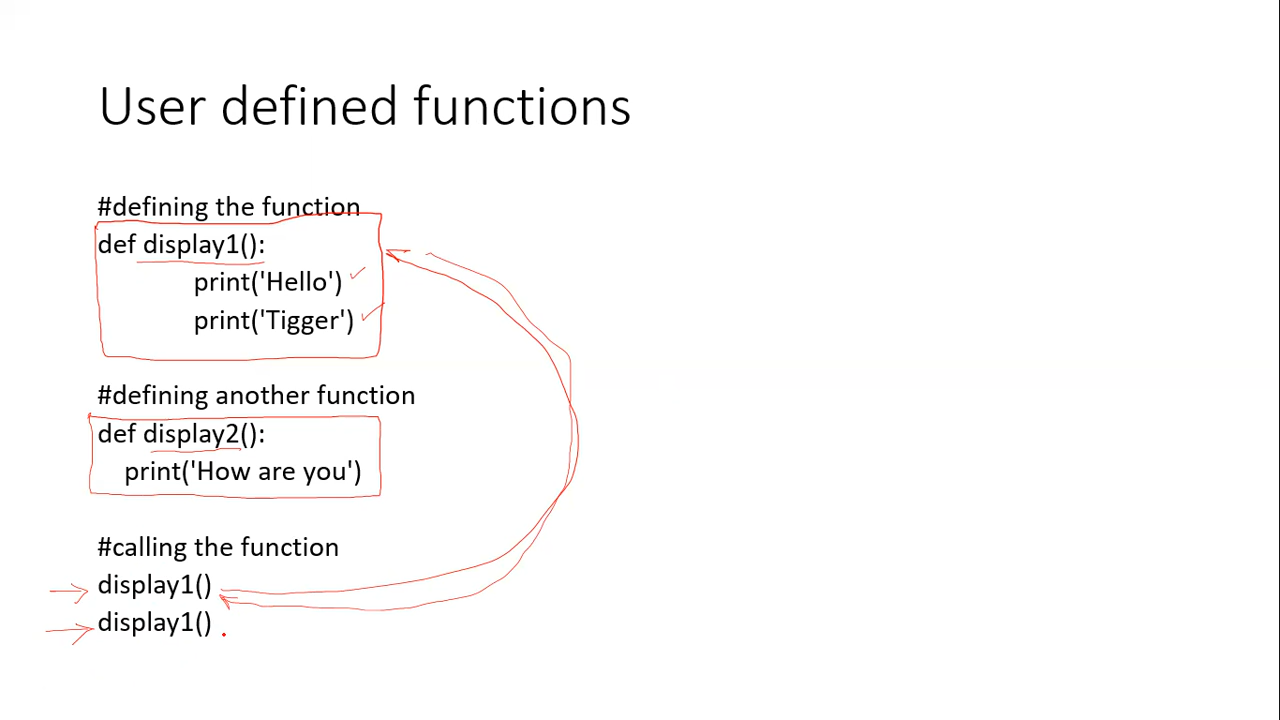 User defined functions
#defining the function
def display1():
print('Hello')
print('Tigger')
#defining another function
def display2():
print('How are you')
#calling the function
display1()
display1()